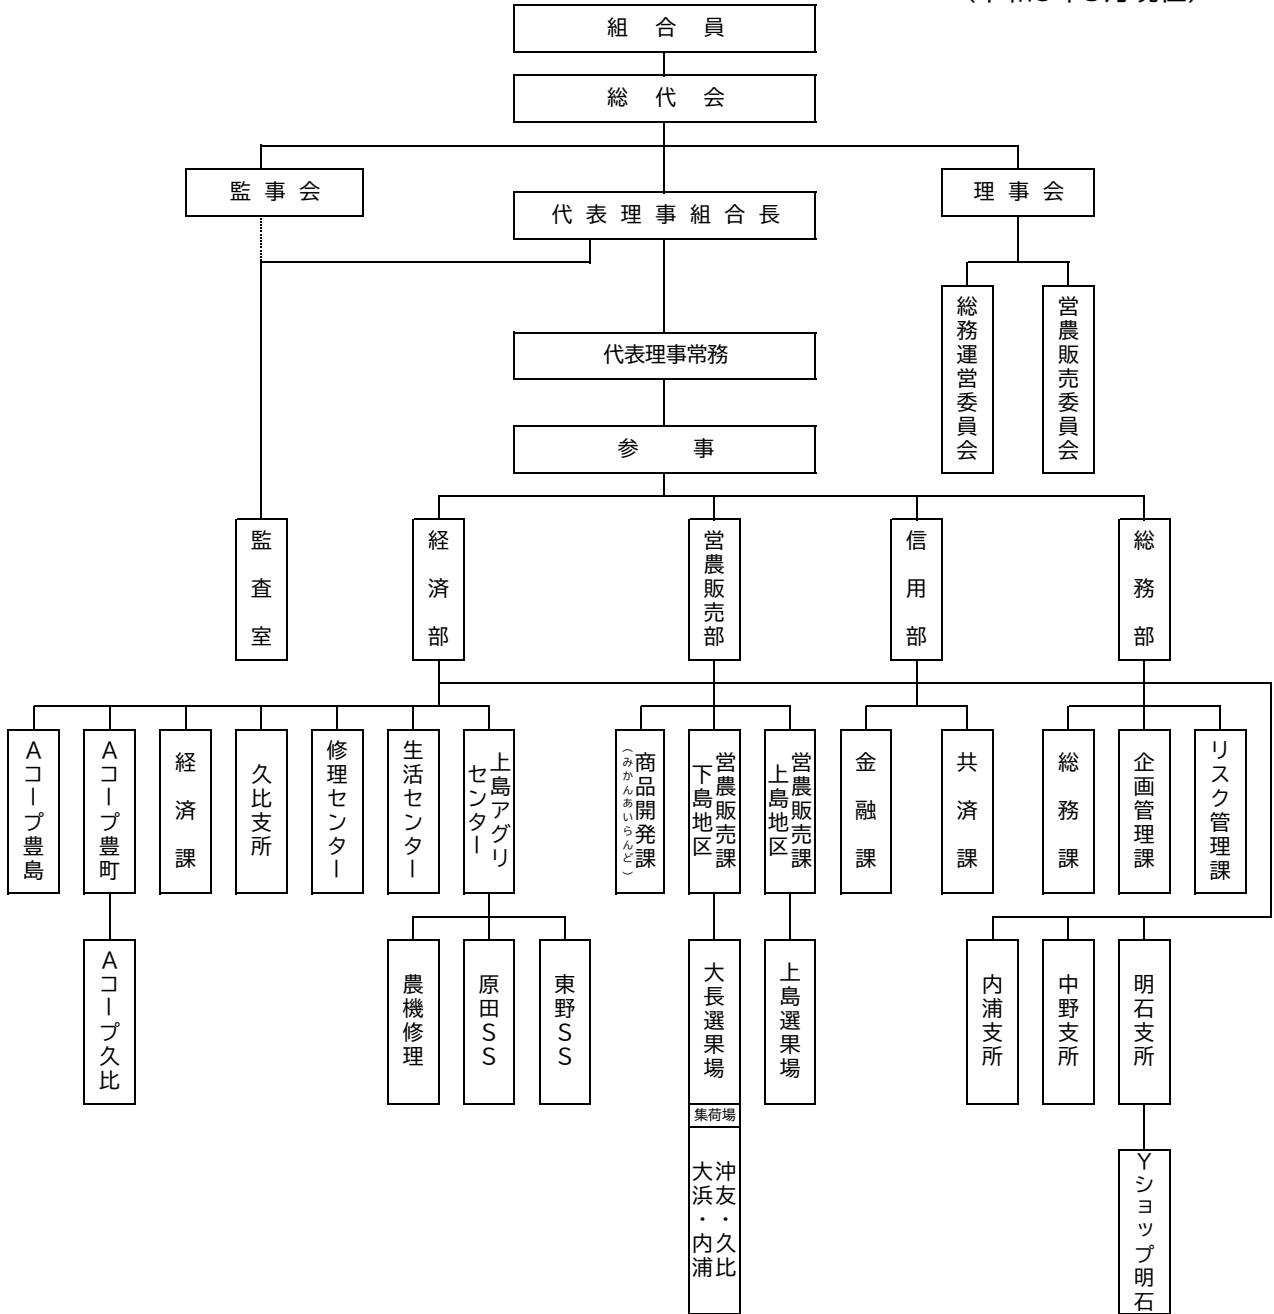 組合員
総代会
監事会
代表理事組合長
理事会
代表理事常務
総務運営委員会
営農販売委員会
参事
監査室
経済部
営農販売部
信用部
総務部
Aコープ豊島
Aコープ豊町
経済課
久比支所
修理センター
生活センター
上島アグリ
センター
商品開発課
（みかんあいらんど）
営農販売課
下島地区
営農販売課
上島地区
金融課
共済課
総務課
企画管理課
リスク管理課
Aコープ久比
農機修理
原田SS
東野SS
大長選果場
上島選果場
内浦支所
中野支所
明石支所
集荷場
沖友・久比
大浜・内浦
Yショップ明石